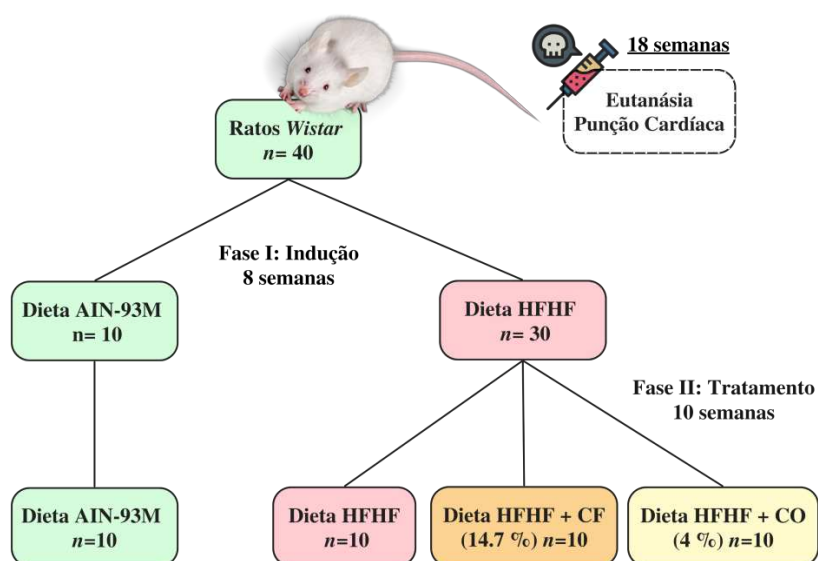 18 semanas
Eutanásia
Punção Cardíaca
Ratos Wistar
n= 40
Fase I: Indução
8 semanas
Dieta AIN-93M
n= 10
Dieta HFHF
n= 30
Fase II: Tratamento
10 semanas
Dieta AIN-93M
n=10
Dieta HFHF
n=10
Dieta HFHF + CF
(14.7 %) n=10
Dieta HFHF + CO
(4 %) n=10